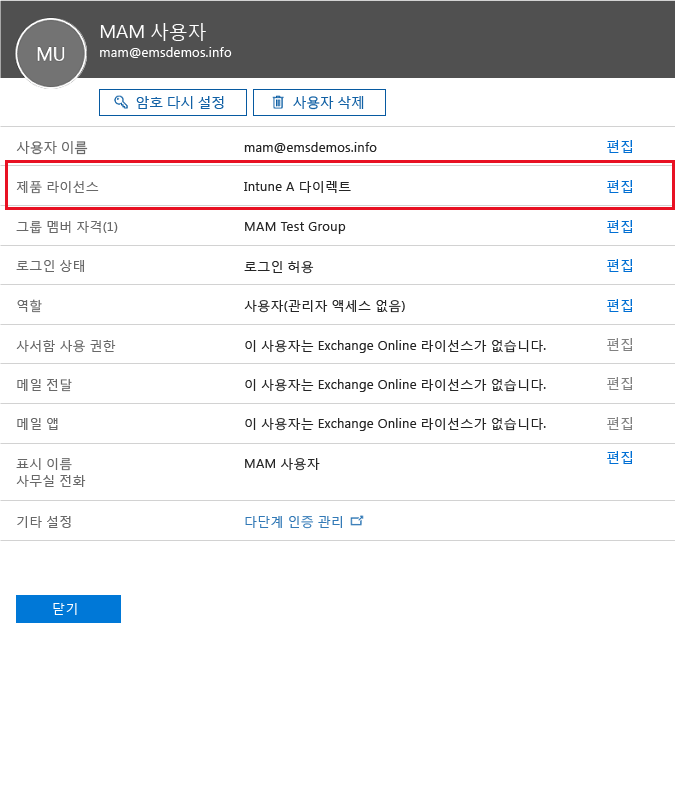 MU
MAM 사용자
mam@emsdemos.info
암호 다시 설정
사용자 삭제
사용자 이름 mam@emsdemos.info 편집
제품 라이선스 Intune A 다이렉트 편집
그룹 멤버 자격(1) MAM Test Group 편집
로그인 상태 로그인 허용 편집
역할 사용자(관리자 액세스 없음) 편집
사서함 사용 권한 이 사용자는 Exchange Online 라이선스가 없습니다. 편집
메일 전달 이 사용자는 Exchange Online 라이선스가 없습니다. 편집
메일 앱 이 사용자는 Exchange Online 라이선스가 없습니다. 편집
표시 이름 MAM 사용자 편집
사무실 전화
기타 설정 다단계 인증 관리
닫기